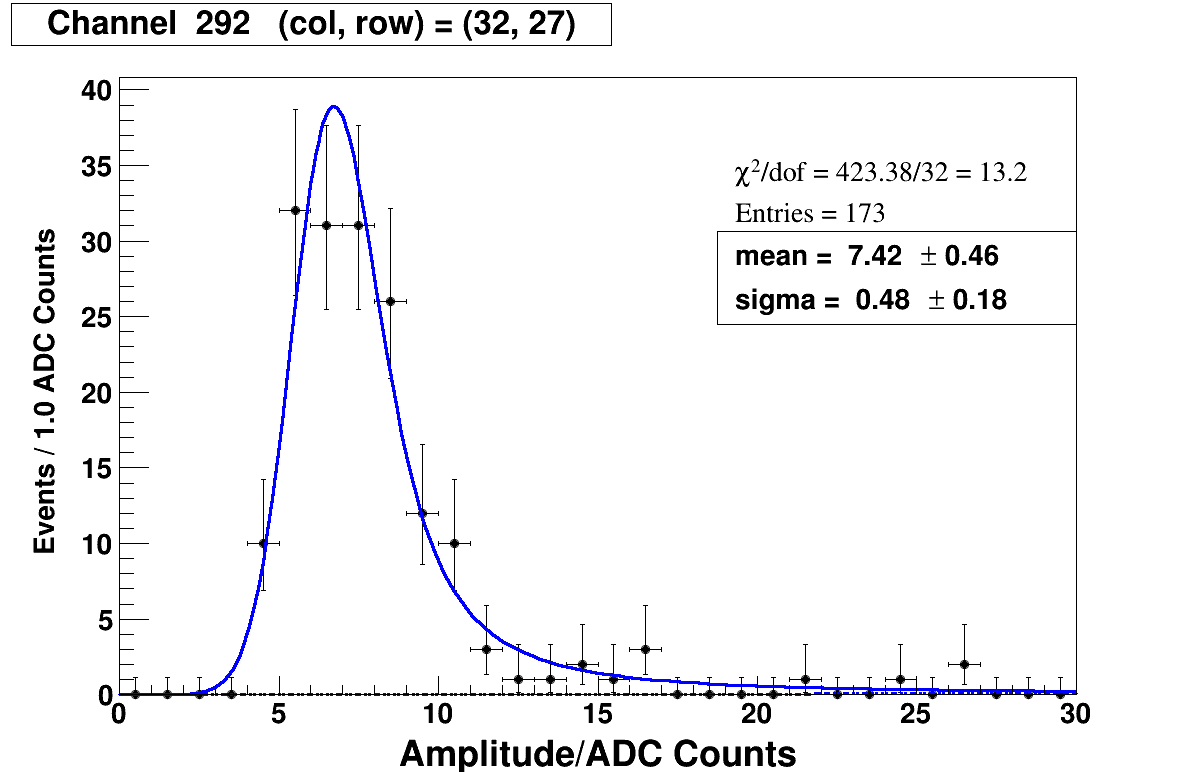 Channel 292 (col, row) = (32, 27)
40
35
30
25
20
15
10
5
0
Events / 1.0 ADC Counts
χ²/dof = 423.38/32 = 13.2
Entries = 173
mean = 7.42 ± 0.46
sigma = 0.48 ± 0.18
0 5 10 15 20 25 30
Amplitude/ADC Counts